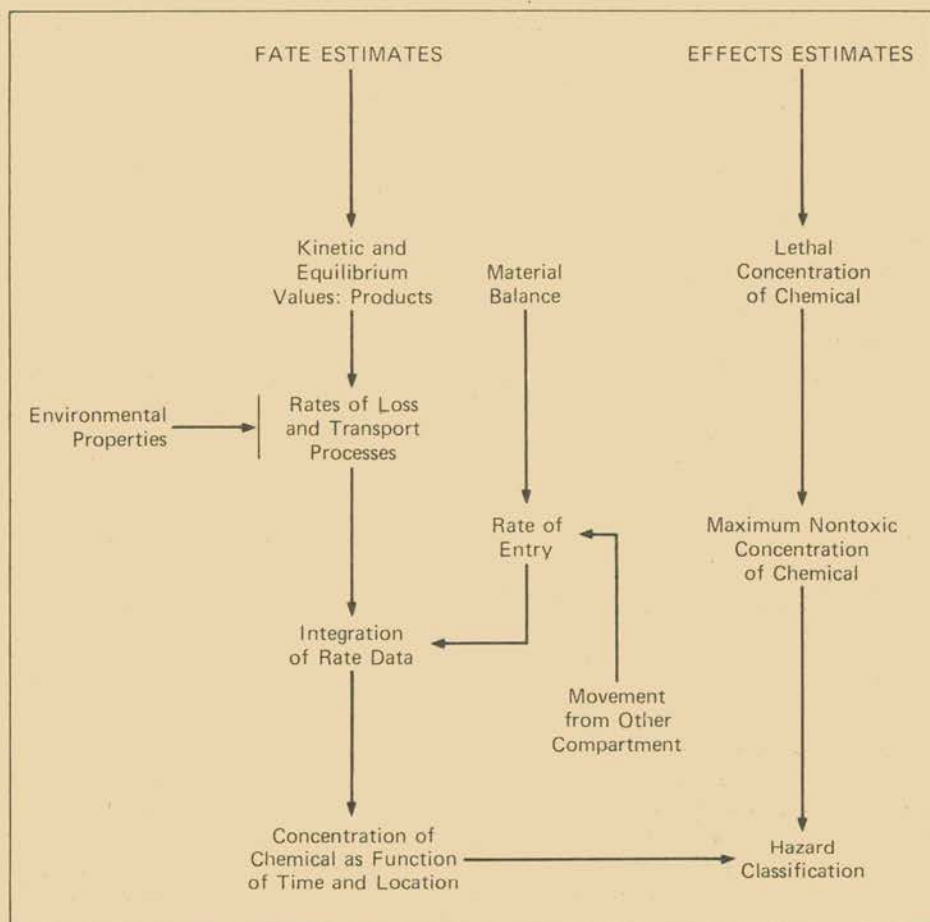 FATE ESTIMATES
EFFECTS ESTIMATES
Kinetic and
Equilibrium
Values: Products
Material
Balance
Lethal
Concentration
of Chemical
Environmental
Properties
Rates of Loss
and Transport
Processes
Rate of
Entry
Maximum Nontoxic
Concentration
of Chemical
Integration
of Rate Data
Movement
from Other
Compartment
Concentration of
Chemical as Function
of Time and Location
Hazard
Classification